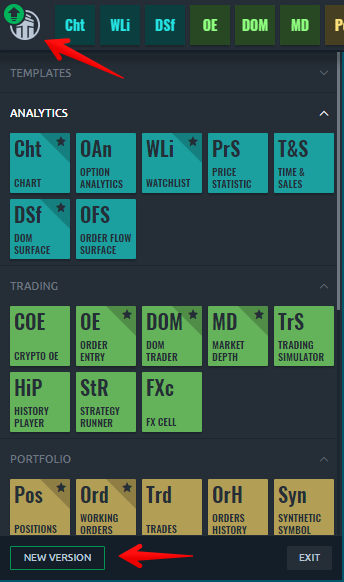 Cht WLi DSf OE DOM MD
TEMPLATES
ANALYTICS
Cht OAn WLi PrS T&S
CHART OPTION ANALYTICS WATCHLIST PRICE STATISTIC TIME & SALES
DSf OFS
DOM SURFACE ORDER FLOW SURFACE
TRADING
COE OE DOM MD TrS
CRYPTO OE ORDER ENTRY DOM TRADER MARKET DEPTH TRADING SIMULATOR
HiP StR FXc
HISTORY PLAYER STRATEGY RUNNER FX CELL
PORTFOLIO
Pos Ord Trd OrH Syn
POSITIONS WORKING ORDERS TRADES ORDERS HISTORY SYNTHETIC SYMBOL
NEW VERSION EXIT